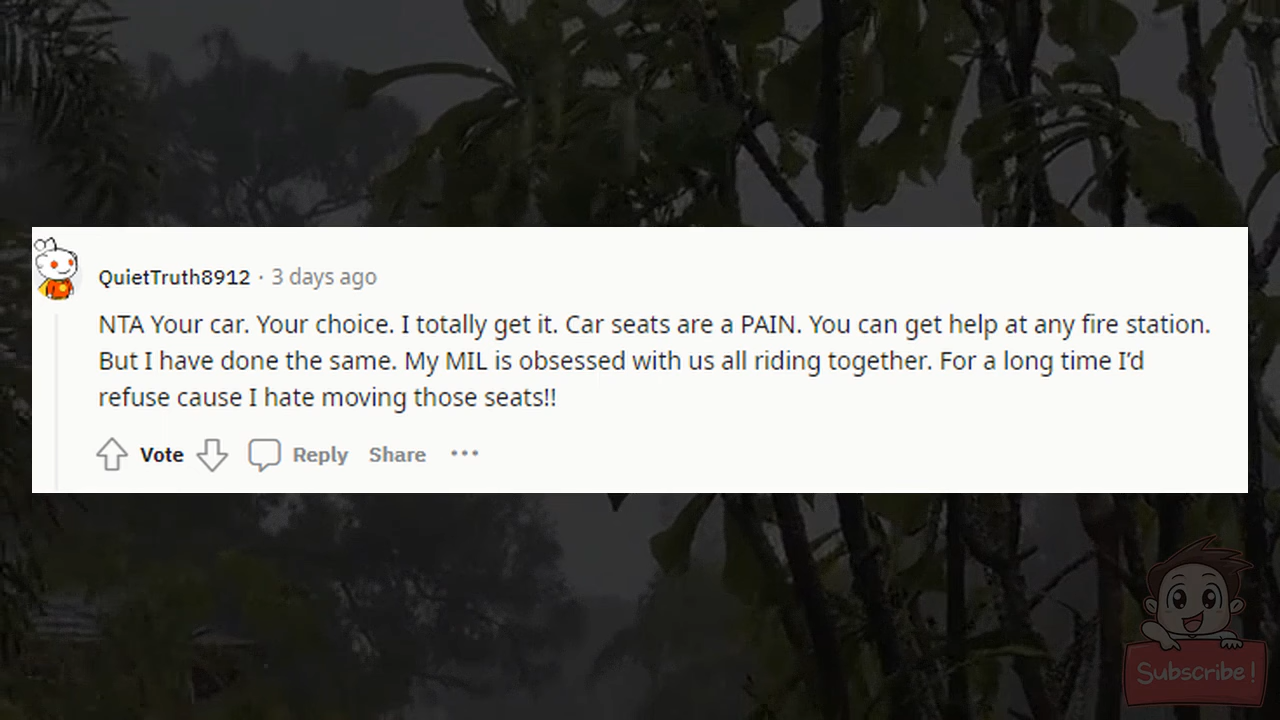 QuietTruth8912 · 3 days ago
NTA Your car. Your choice. I totally get it. Car seats are a PAIN. You can get help at any fire station.
But I have done the same. My MIL is obsessed with us all riding together. For a long time I’d
refuse cause I hate moving those seats!!
Vote Reply Share •••
Subscribe!